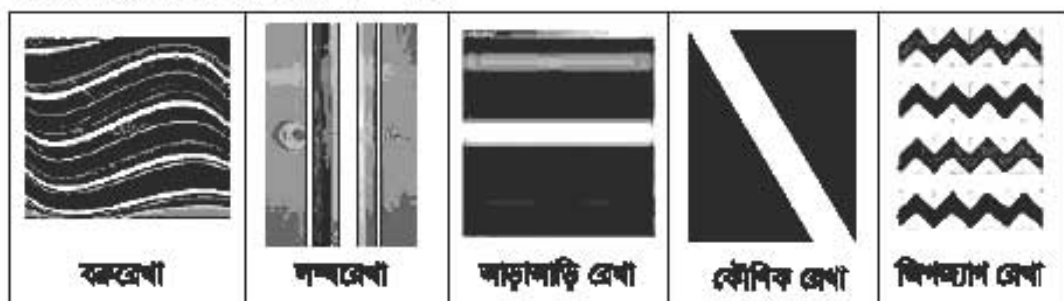 বক্ররেখা
লম্বরেখা
আড়াআড়ি রেখা
কৌণিক রেখা
জিগজ্যাগ রেখা